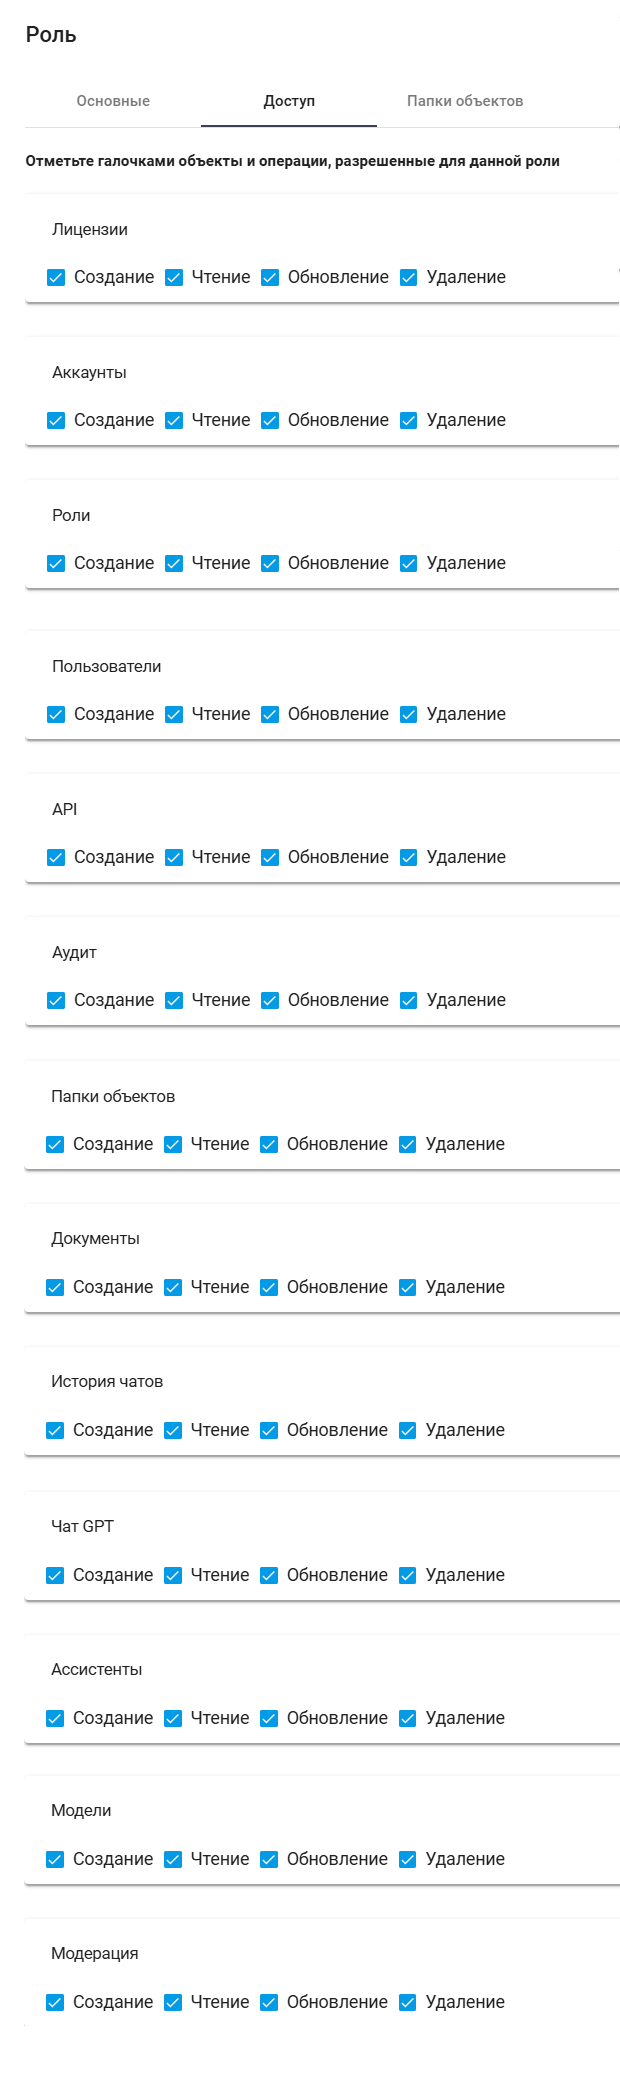 Роль
Основные Доступ Папки объектов
Отметьте галочками объекты и операции, разрешенные для данной роли
Лицензии
Создание Чтение Обновление Удаление
Аккаунты
Создание Чтение Обновление Удаление
Роли
Создание Чтение Обновление Удаление
Пользователи
Создание Чтение Обновление Удаление
API
Создание Чтение Обновление Удаление
Аудит
Создание Чтение Обновление Удаление
Папки объектов
Создание Чтение Обновление Удаление
Документы
Создание Чтение Обновление Удаление
История чатов
Создание Чтение Обновление Удаление
Чат GPT
Создание Чтение Обновление Удаление
Ассистенты
Создание Чтение Обновление Удаление
Модели
Создание Чтение Обновление Удаление
Модерация
Создание Чтение Обновление Удаление